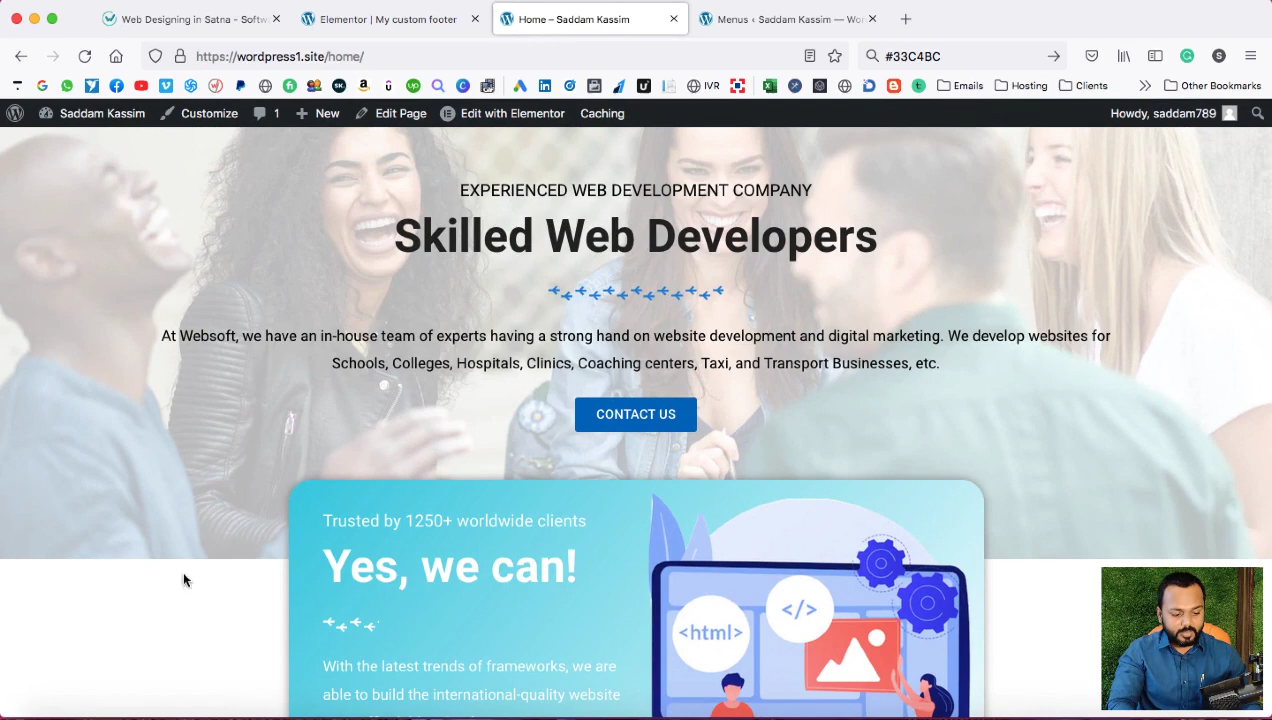 Web Designing in Satna - Softw
Elementor | My custom footer
Home – Saddam Kassim
Menus ‹ Saddam Kassim — Wor
https://wordpress1.site/home/
#33C4BC
IVR
Emails
Hosting
Clients
Other Bookmarks
Saddam Kassim
Customize
1
New
Edit Page
Edit with Elementor
Caching
Howdy, saddam789
EXPERIENCED WEB DEVELOPMENT COMPANY
Skilled Web Developers
At Websoft, we have an in-house team of experts having a strong hand on website development and digital marketing. We develop websites for
Schools, Colleges, Hospitals, Clinics, Coaching centers, Taxi, and Transport Businesses, etc.
CONTACT US
Trusted by 1250+ worldwide clients
Yes, we can!
With the latest trends of frameworks, we are
able to build the international-quality website
<html>
</>